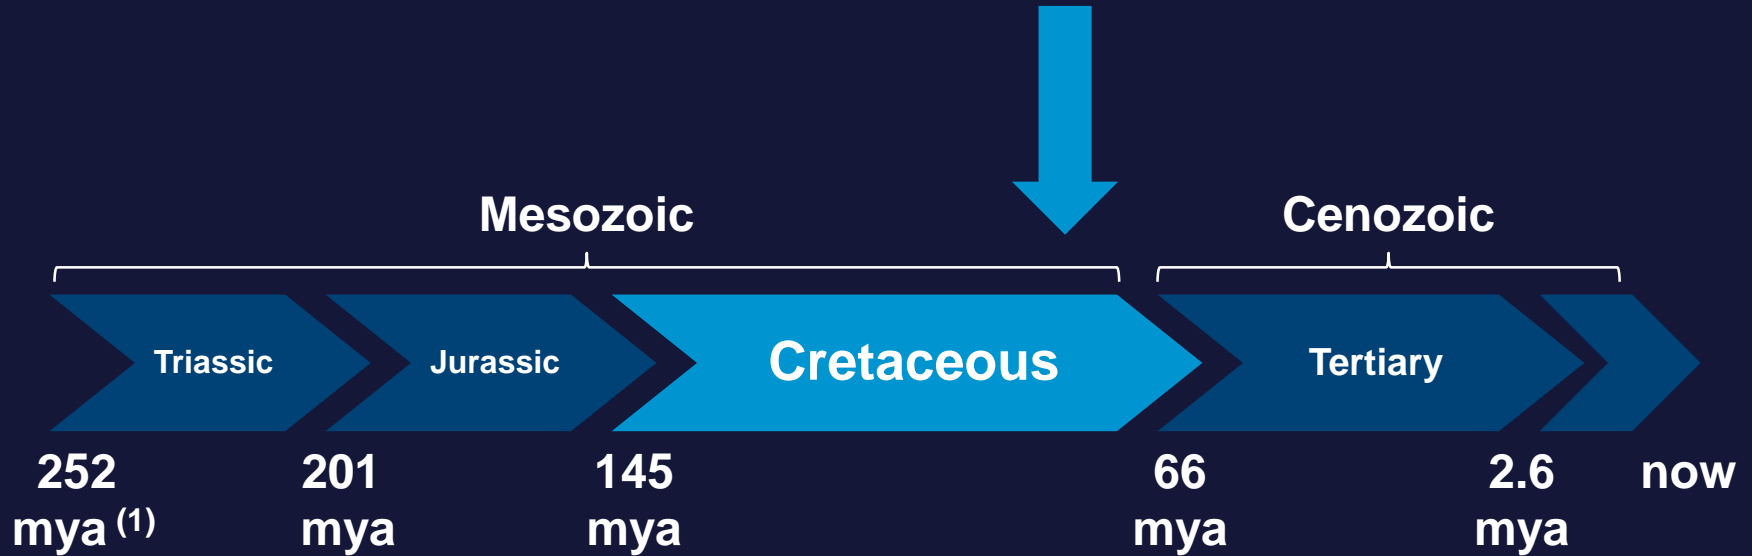 Mesozoic
Cenozoic
Triassic
Jurassic
Cretaceous
Tertiary
252
mya (1)
201
mya
145
mya
66
mya
2.6
mya
now